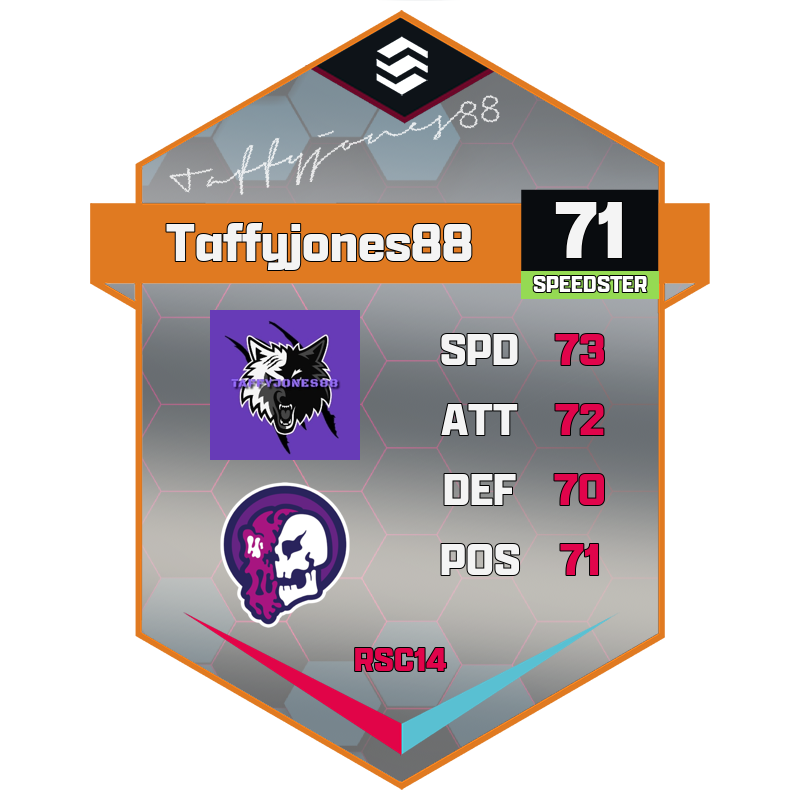 Taffyjones88
Taffyjones88
71
SPEEDSTER
TAFFYJONES88
SPD 73
ATT 72
DEF 70
POS 71
RSC14